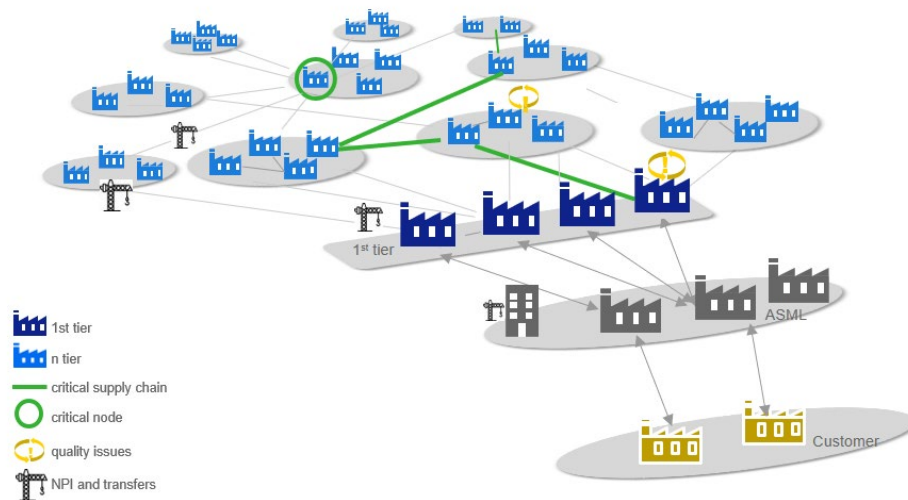 1st tier
ASML
Customer
1st tier
n tier
critical supply chain
critical node
quality issues
NPI and transfers